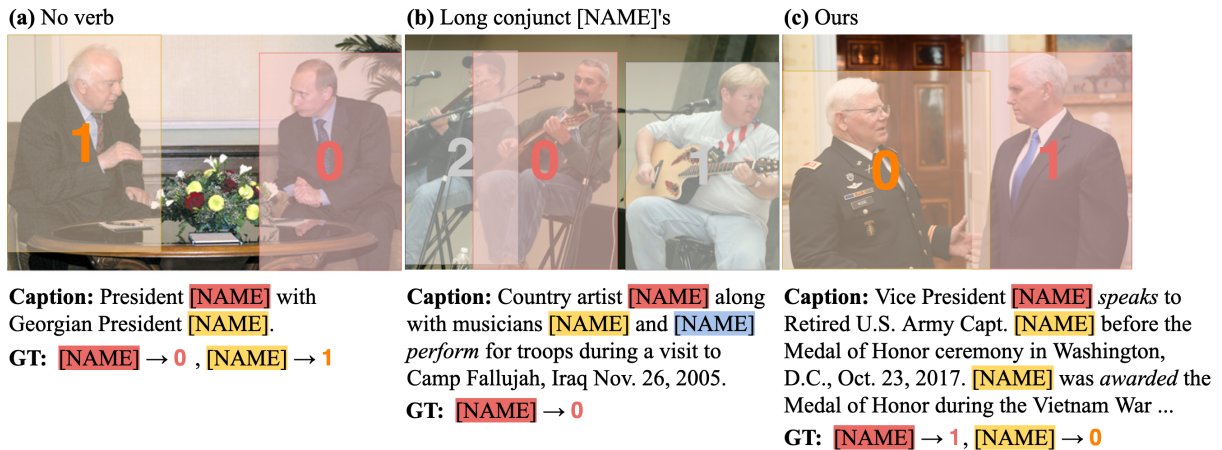 (a) No verb
1
0
Caption: President [NAME] with
Georgian President [NAME].
GT: [NAME] → 0 , [NAME] → 1
(b) Long conjunct [NAME]'s
2
0
1
Caption: Country artist [NAME] along
with musicians [NAME] and [NAME]
perform for troops during a visit to
Camp Fallujah, Iraq Nov. 26, 2005.
GT: [NAME] → 0
(c) Ours
0
1
Caption: Vice President [NAME] speaks to
Retired U.S. Army Capt. [NAME] before the
Medal of Honor ceremony in Washington,
D.C., Oct. 23, 2017. [NAME] was awarded the
Medal of Honor during the Vietnam War ...
GT: [NAME] → 1, [NAME] → 0